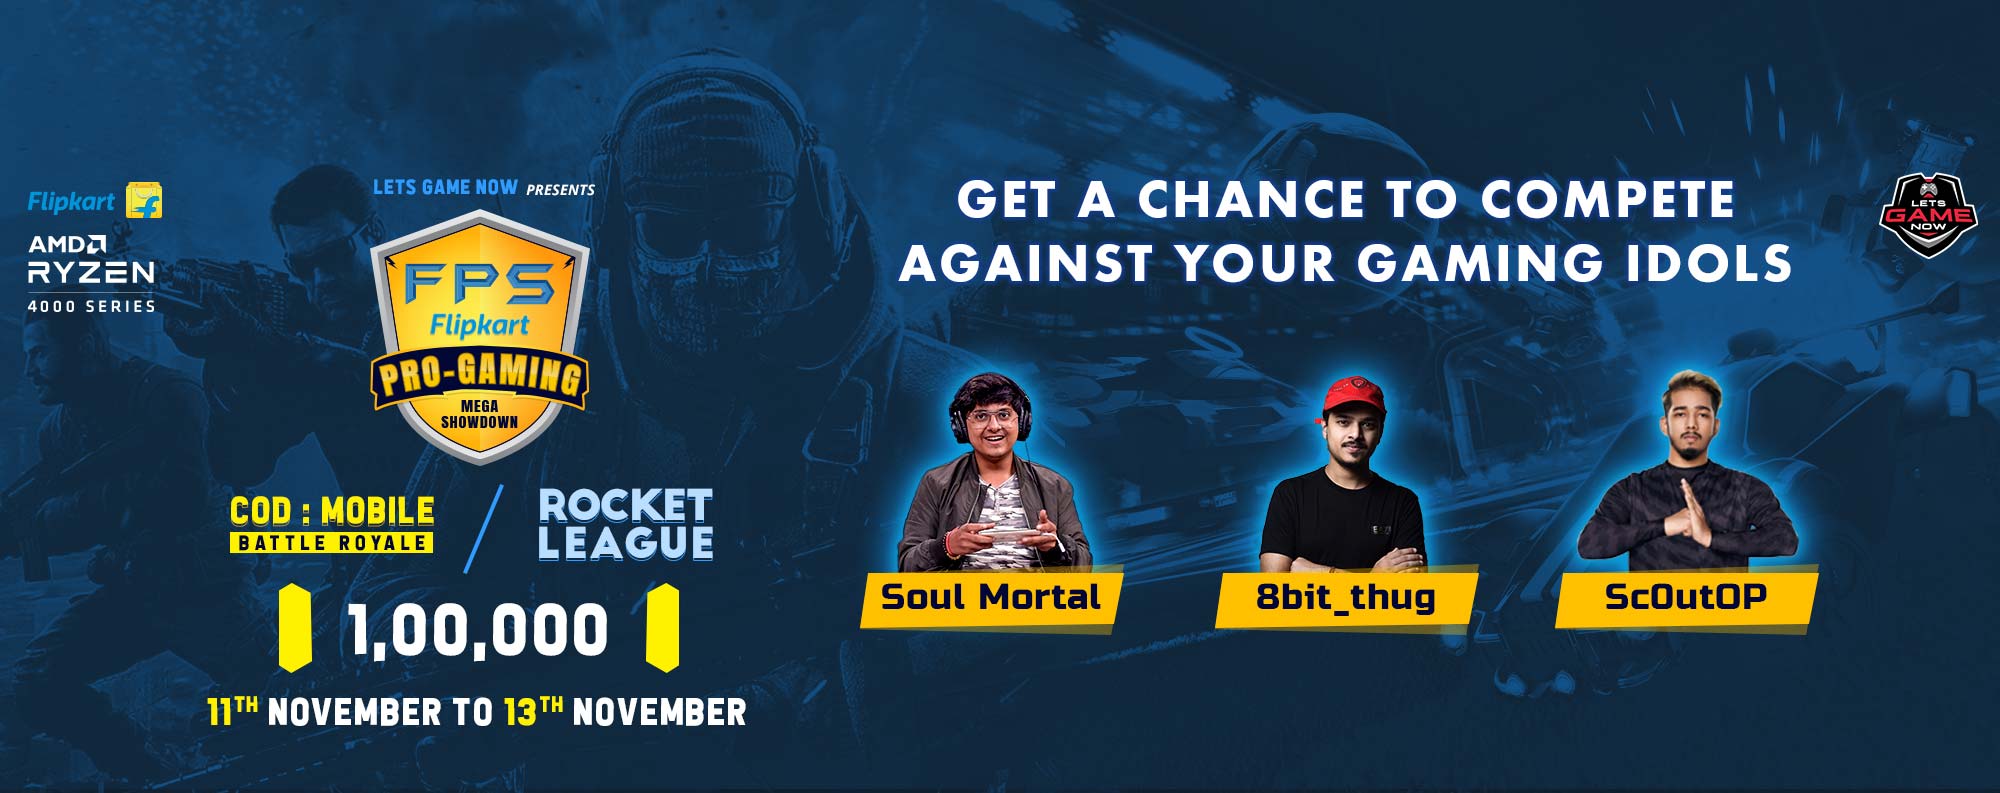 Flipkart
AMD
RYZEN
4000 SERIES
LETS GAME NOW PRESENTS
FPS
Flipkart
PRO-GAMING
MEGA
SHOWDOWN
COD : MOBILE
BATTLE ROYALE
ROCKET
LEAGUE
1,00,000
11TH NOVEMBER TO 13TH NOVEMBER
GET A CHANCE TO COMPETE
AGAINST YOUR GAMING IDOLS
Soul Mortal
8bit_thug
ScOutOP
LETS
GAME
NOW